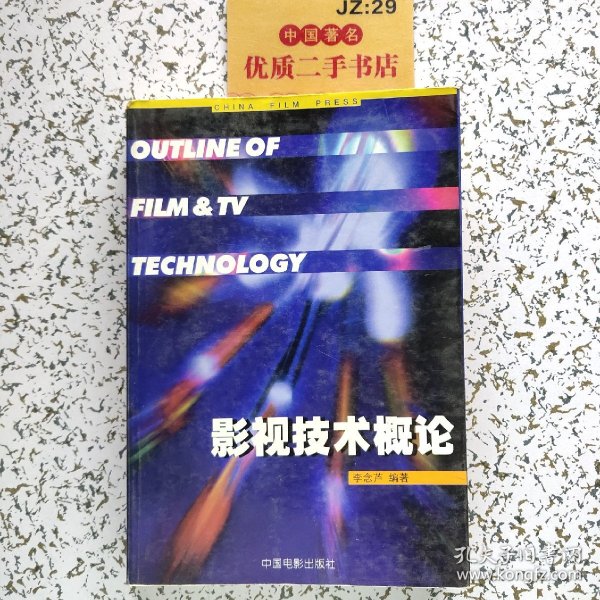 JZ:29
中国著名
优质二手书店
CHINA FILM PRESS
OUTLINE OF
FILM & TV
TECHNOLOGY
影视技术概论
李念芦 编著
中国电影出版社
孔夫子旧书网
www.kongfz.com